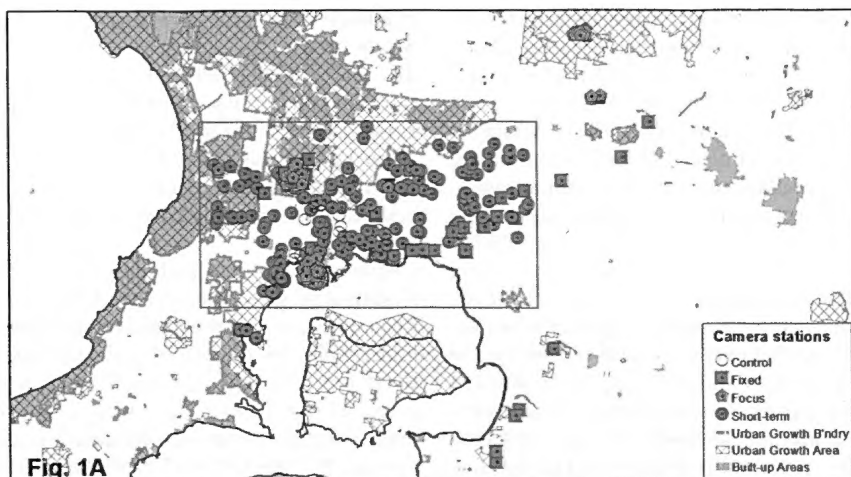 Camera stations
Control
Fixed
Focus
Short-term
Urban Growth B'ndry
Urban Growth Area
Built-up Areas
Fig. 1A